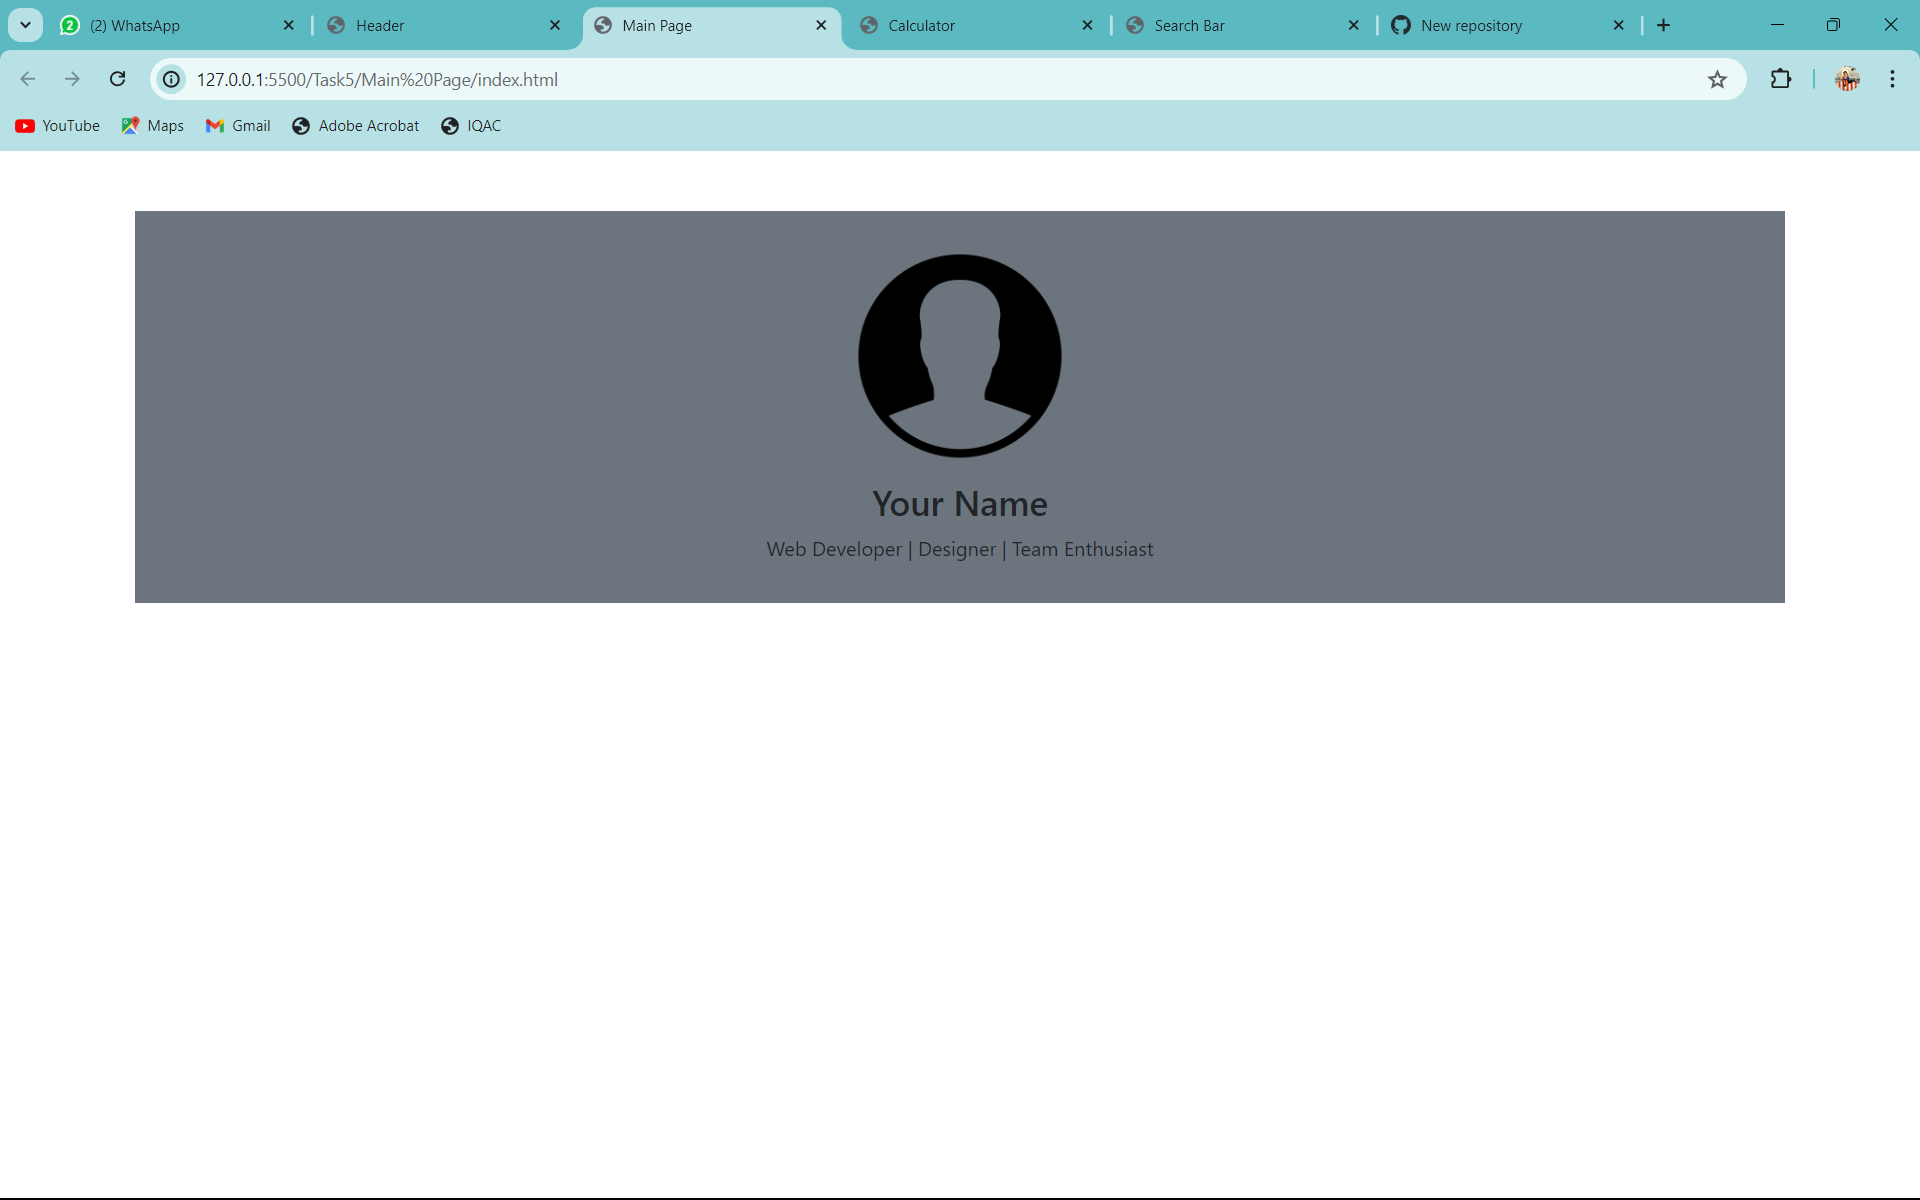 (2) WhatsApp
Header
Main Page
Calculator
Search Bar
New repository
127.0.0.1:5500/Task5/Main%20Page/index.html
YouTube
Maps
Gmail
Adobe Acrobat
IQAC
Your Name
Web Developer | Designer | Team Enthusiast